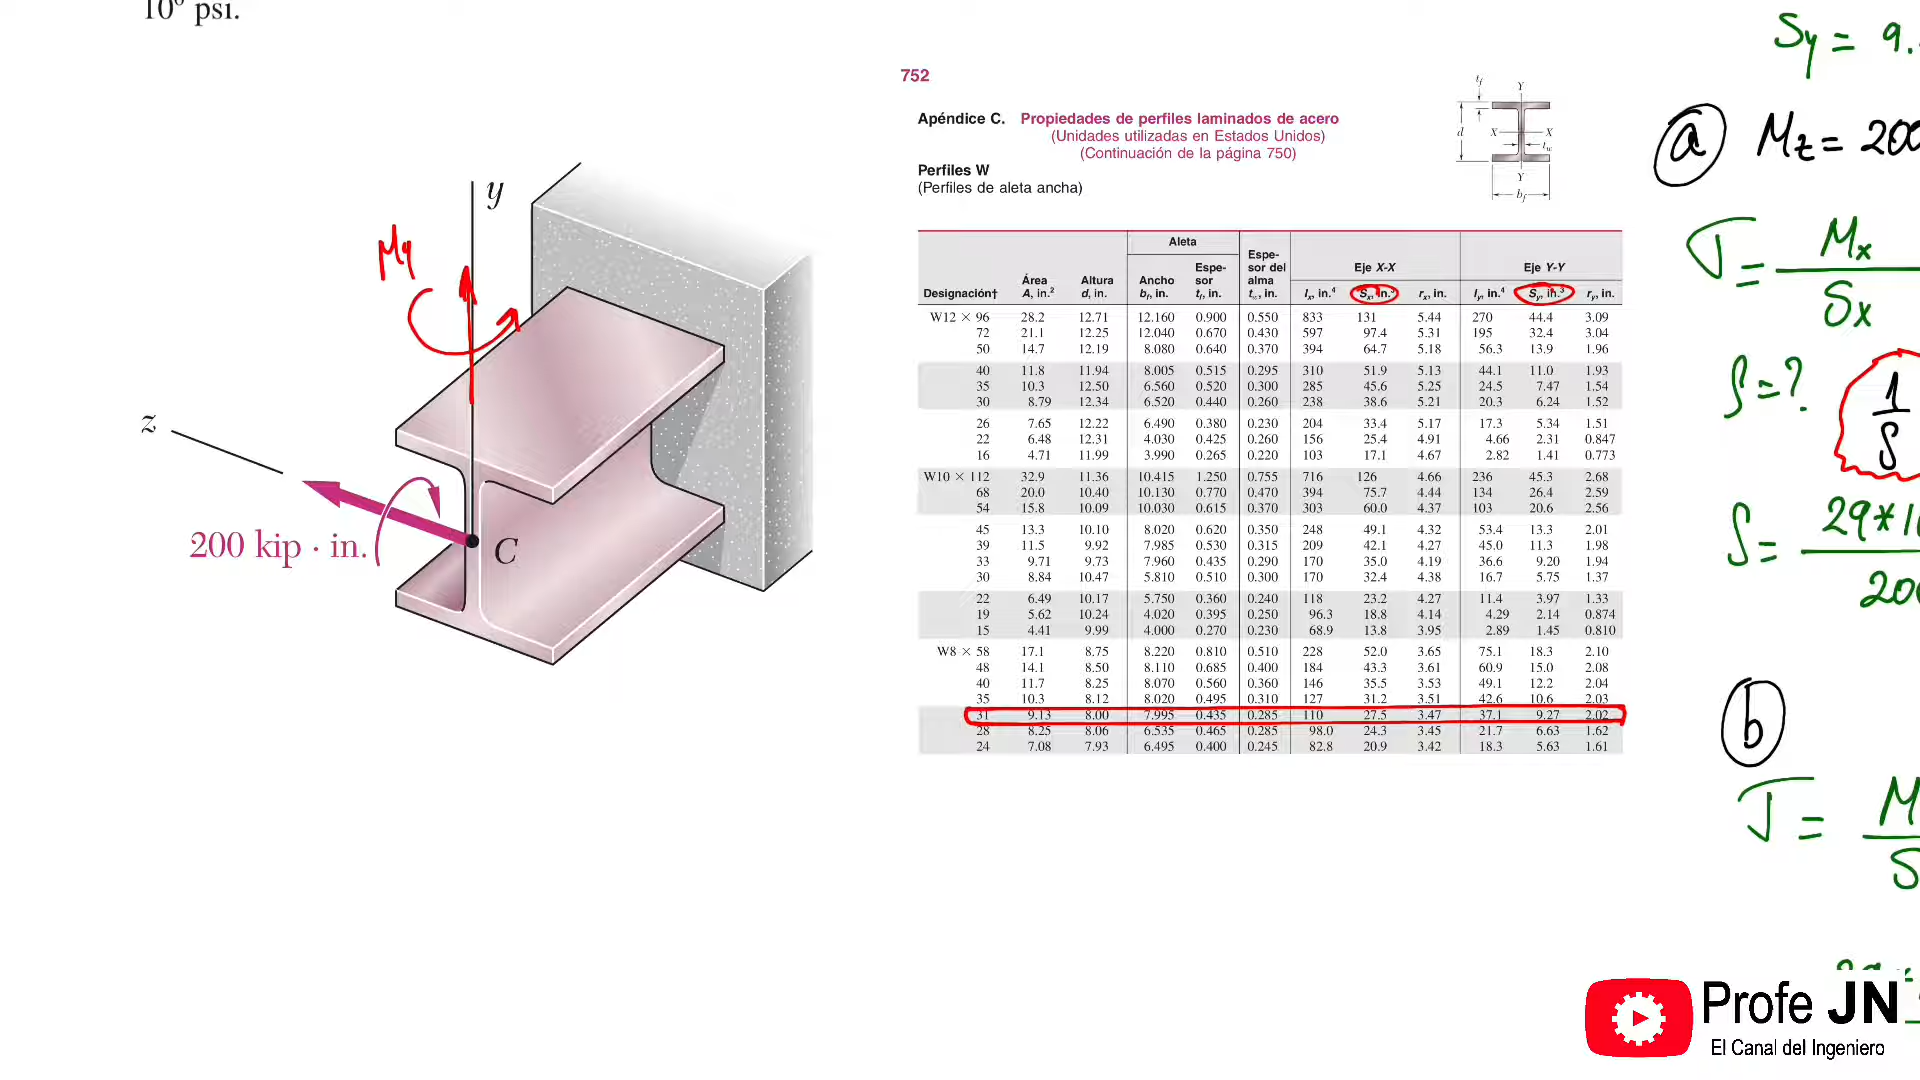 10⁶ psi.
y
My
z
200 kip · in.
C
752
Apéndice C. Propiedades de perfiles laminados de acero
(Unidades utilizadas en Estados Unidos)
(Continuación de la página 750)
Perfiles W
(Perfiles de aleta ancha)
tf
Y
d
X
X
tw
Y
bf
Aleta
Designación† Área A, in.² Altura d, in. Ancho bf, in. Espesor tf, in. Espesor del alma tw, in. Eje X-X Ix, in.⁴ Sx, in.³ rx, in. Eje Y-Y Iy, in.⁴ Sy, in.³ ry, in.
W12 × 96 28.2 12.71 12.160 0.900 0.550 833 131 5.44 270 44.4 3.09
72 21.1 12.25 12.040 0.670 0.430 597 97.4 5.31 195 32.4 3.04
50 14.7 12.19 8.080 0.640 0.370 394 64.7 5.18 56.3 13.9 1.96
40 11.8 11.94 8.005 0.515 0.295 310 51.9 5.13 44.1 11.0 1.93
35 10.3 12.50 6.560 0.520 0.300 285 45.6 5.25 24.5 7.47 1.54
30 8.79 12.34 6.520 0.440 0.260 238 38.6 5.21 20.3 6.24 1.52
26 7.65 12.22 6.490 0.380 0.230 204 33.4 5.17 17.3 5.34 1.51
22 6.48 12.31 4.030 0.425 0.260 156 25.4 4.91 4.66 2.31 0.847
16 4.71 11.99 3.990 0.265 0.220 103 17.1 4.67 2.82 1.41 0.773
W10 × 112 32.9 11.36 10.415 1.250 0.755 716 126 4.66 236 45.3 2.68
68 20.0 10.40 10.130 0.770 0.470 394 75.7 4.44 134 26.4 2.59
54 15.8 10.09 10.030 0.615 0.370 303 60.0 4.37 103 20.6 2.56
45 13.3 10.10 8.020 0.620 0.350 248 49.1 4.32 53.4 13.3 2.01
39 11.5 9.92 7.985 0.530 0.315 209 42.1 4.27 45.0 11.3 1.98
33 9.71 9.73 7.960 0.435 0.290 170 35.0 4.19 36.6 9.20 1.94
30 8.84 10.47 5.810 0.510 0.300 170 32.4 4.38 16.7 5.75 1.37
22 6.49 10.17 5.750 0.360 0.240 118 23.2 4.27 11.4 3.97 1.33
19 5.62 10.24 4.020 0.395 0.250 96.3 18.8 4.14 4.29 2.14 0.874
15 4.41 9.99 4.000 0.270 0.230 68.9 13.8 3.95 2.89 1.45 0.810
W8 × 58 17.1 8.75 8.220 0.810 0.510 228 52.0 3.65 75.1 18.3 2.10
48 14.1 8.50 8.110 0.685 0.400 184 43.3 3.61 60.9 15.0 2.08
40 11.7 8.25 8.070 0.560 0.360 146 35.5 3.53 49.1 12.2 2.04
35 10.3 8.12 8.020 0.495 0.310 127 31.2 3.51 42.6 10.6 2.03
31 9.13 8.00 7.995 0.435 0.285 110 27.5 3.47 37.1 9.27 2.02
28 8.25 8.06 6.535 0.465 0.285 98.0 24.3 3.45 21.7 6.63 1.62
24 7.08 7.93 6.495 0.400 0.245 82.8 20.9 3.42 18.3 5.63 1.61
Sy = 9.
a Mz = 200
σ = Mx / Sx
ρ = ? 1/ρ
ρ = 29*1 / 200
b
σ = M / S
Profe JN
El Canal del Ingeniero